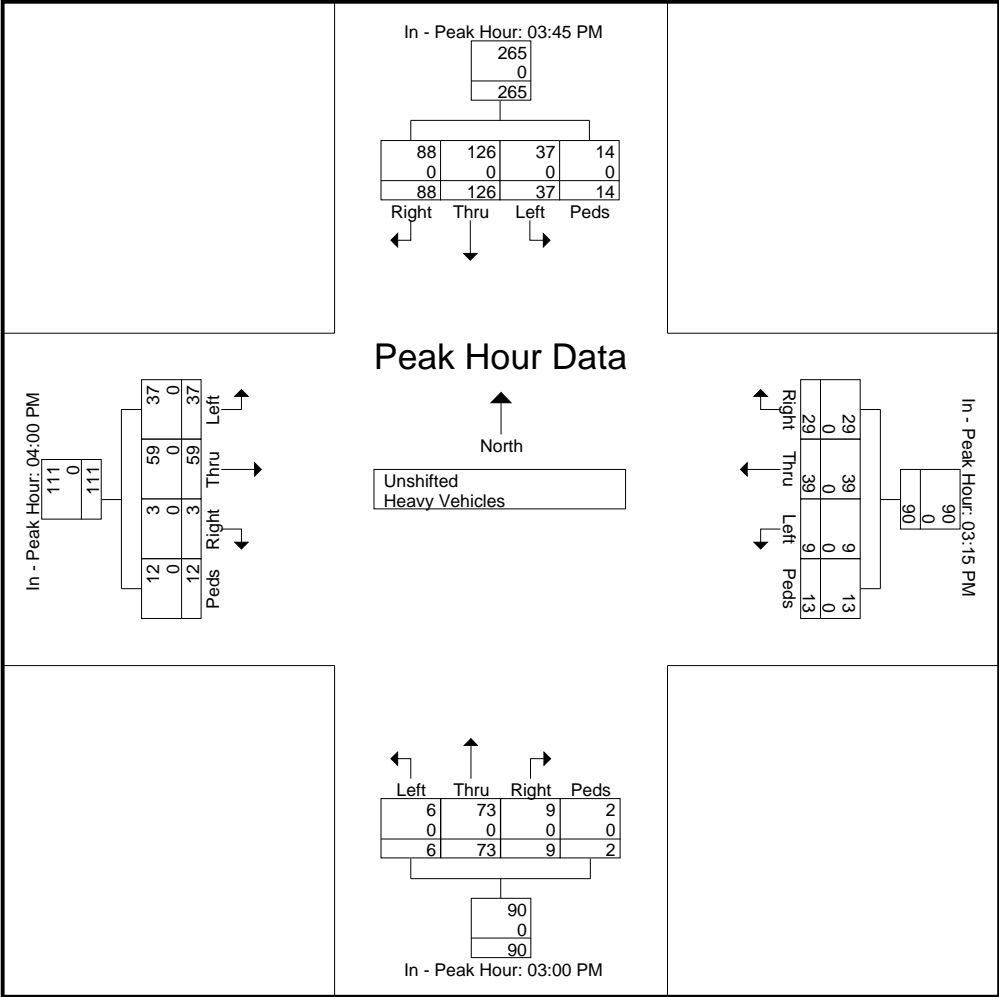 In - Peak Hour: 03:45 PM
265
0
265
88 126 37 14
0 0 0 0
88 126 37 14
Right Thru Left Peds
Peak Hour Data
North
Unshifted
Heavy Vehicles
In - Peak Hour: 04:00 PM
111
0
111
37 0 37
59 0 59
3 0 3
12 0 12
Left
Thru
Right
Peds
Right
Thru
Left
Peds
29 0 29
39 0 39
9 0 9
13 0 13
90
0
90
In - Peak Hour: 03:15 PM
Left Thru Right Peds
6 73 9 2
0 0 0 0
6 73 9 2
90
0
90
In - Peak Hour: 03:00 PM